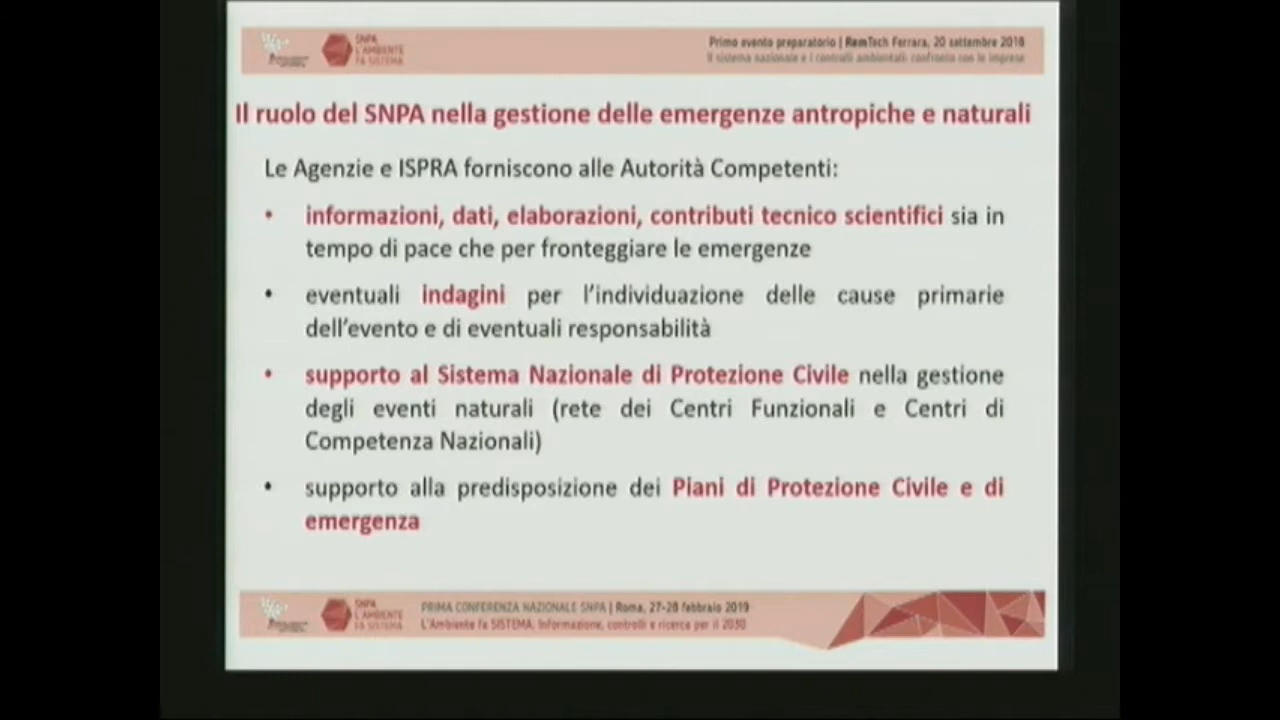 SNPA
L'AMBIENTE
FA SISTEMA
Primo evento preparatorio | RemTech Ferrara, 20 settembre 2018
Il sistema nazionale e i controlli ambientali: confronto con le imprese
Il ruolo del SNPA nella gestione delle emergenze antropiche e naturali
Le Agenzie e ISPRA forniscono alle Autorità Competenti:
• informazioni, dati, elaborazioni, contributi tecnico scientifici sia in
tempo di pace che per fronteggiare le emergenze
• eventuali indagini per l'individuazione delle cause primarie
dell'evento e di eventuali responsabilità
• supporto al Sistema Nazionale di Protezione Civile nella gestione
degli eventi naturali (rete dei Centri Funzionali e Centri di
Competenza Nazionali)
• supporto alla predisposizione dei Piani di Protezione Civile e di
emergenza
SNPA
L'AMBIENTE
FA SISTEMA
PRIMA CONFERENZA NAZIONALE SNPA | Roma, 27-28 febbraio 2019
L'Ambiente fa SISTEMA: Informazione, controlli e ricerca per il 2030